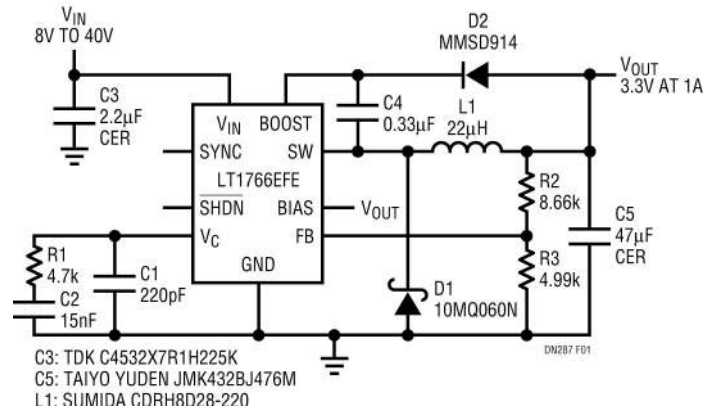 VIN
8V TO 40V
D2
MMSD914
VOUT
3.3V AT 1A
C3
2.2µF
CER
C4
0.33µF
L1
22µH
VIN
BOOST
SYNC
SW
LT1766EFE
SHDN
BIAS
VOUT
VC
FB
GND
R2
8.66k
C5
47µF
CER
R1
4.7k
C1
220pF
C2
15nF
R3
4.99k
D1
10MQ060N
DN287 F01
C3: TDK C4532X7R1H225K
C5: TAIYO YUDEN JMK432BJ476M
L1: SUMIDA CDRH8D28-220